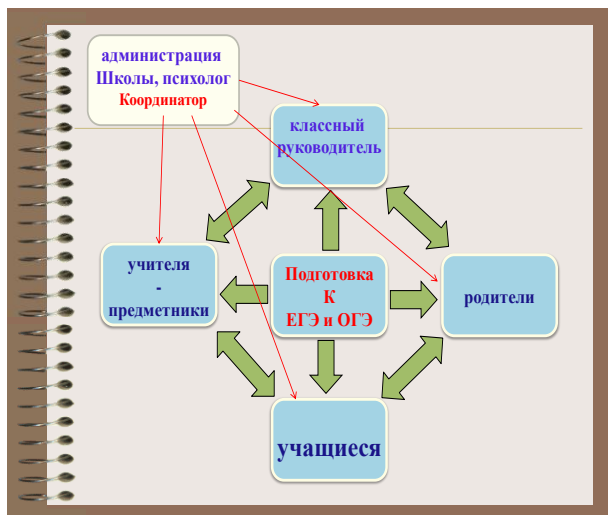 администрация
Школы, психолог
Координатор
классный
руководитель
учителя
-
предметники
Подготовка
К
ЕГЭ и ОГЭ
родители
учащиеся